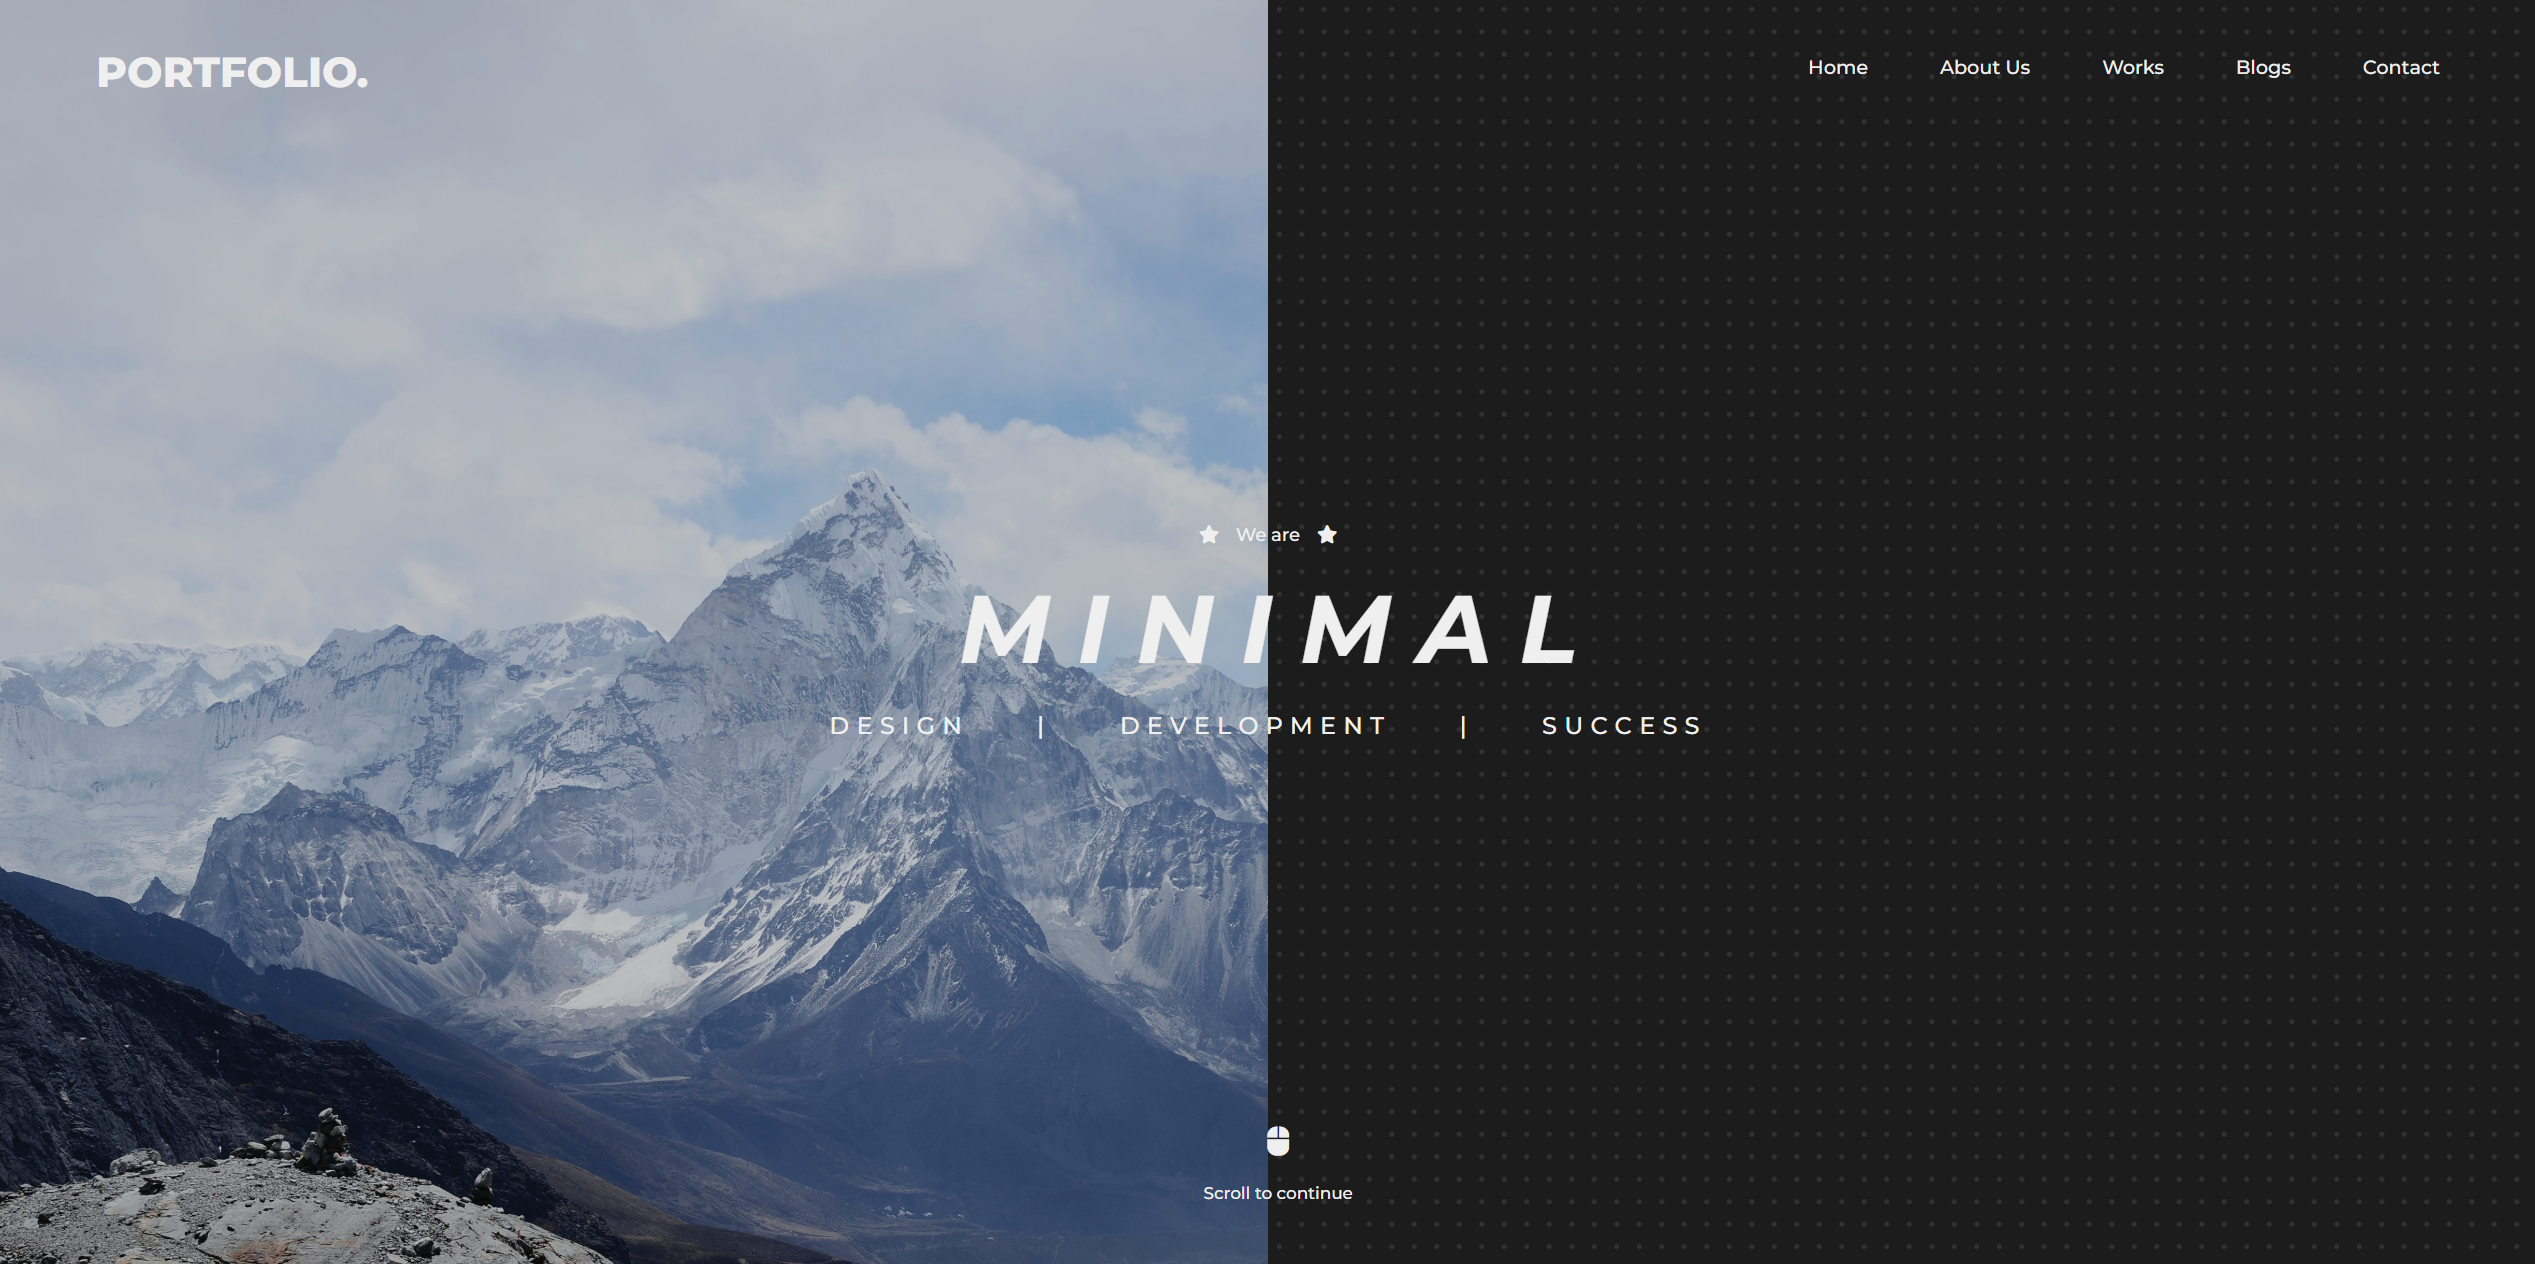 PORTFOLIO.
Home About Us Works Blogs Contact
We are
MINIMAL
DESIGN | DEVELOPMENT | SUCCESS
Scroll to continue